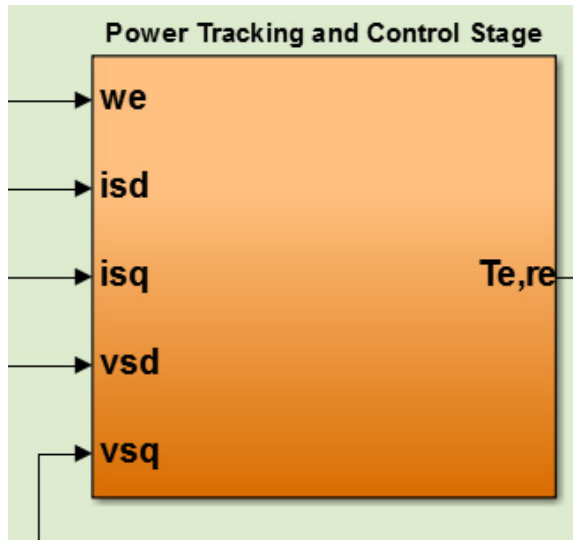 Power Tracking and Control Stage
we
isd
isq
Te,re
vsd
vsq